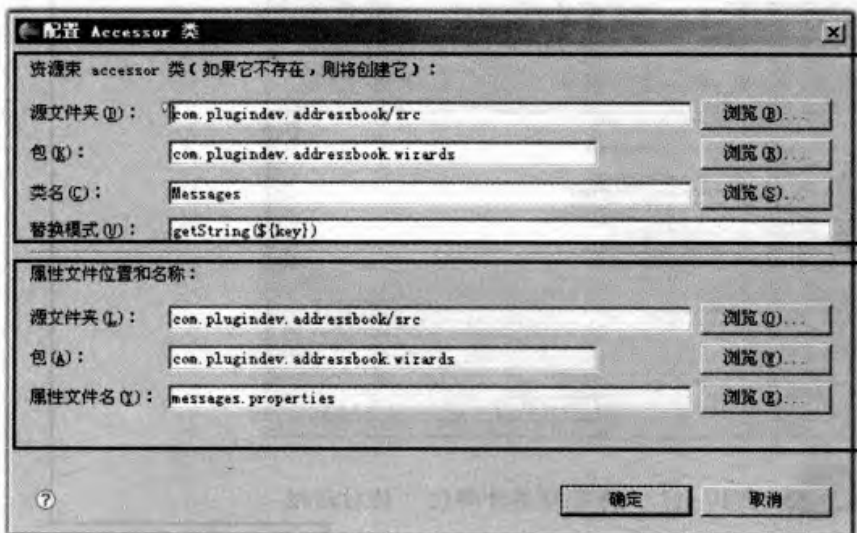 配置 Accessor 类
资源束 accessor 类(如果它不存在,则将创建它):
源文件夹(D): com.plugindev.addressbook/src 浏览(B)...
包(K): com.plugindev.addressbook.wizards 浏览(R)...
类名(C): Messages 浏览(S)...
替换模式(U): getString(${key})
属性文件位置和名称:
源文件夹(L): com.plugindev.addressbook/src 浏览(O)...
包(A): com.plugindev.addressbook.wizards 浏览(W)...
属性文件名(Y): messages.properties 浏览(E)...
? 确定 取消